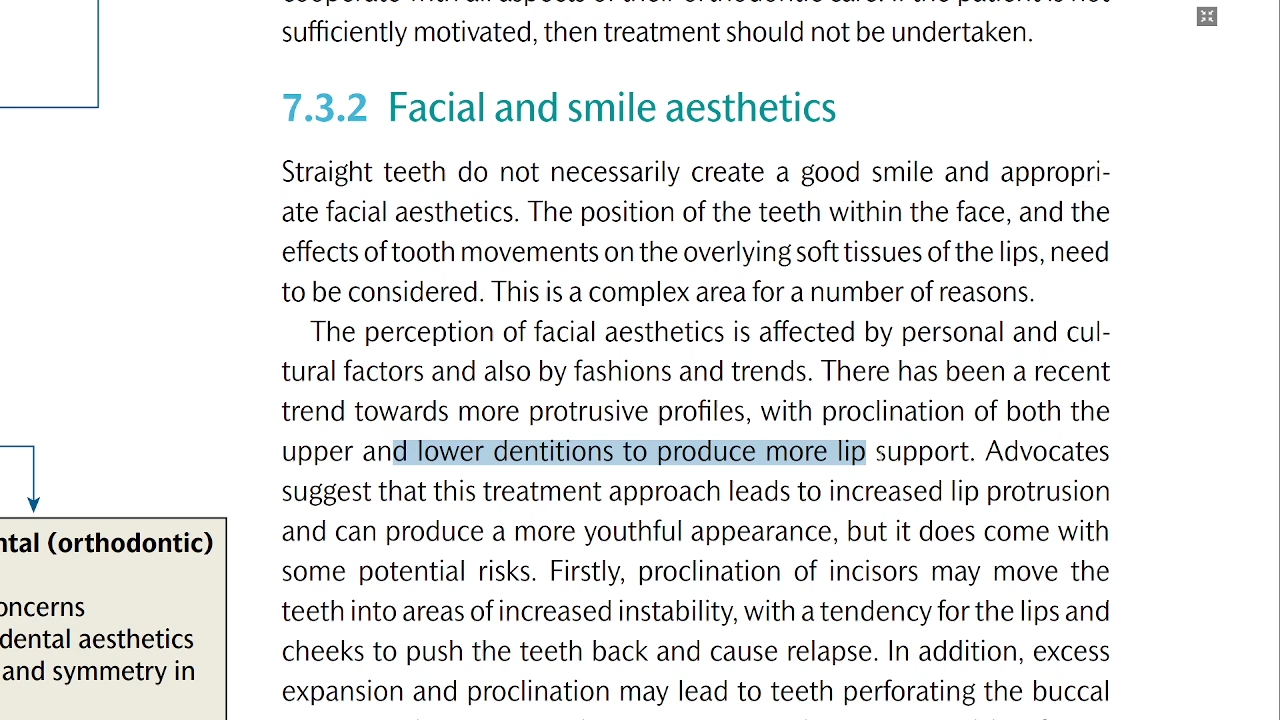 sufficiently motivated, then treatment should not be undertaken.
7.3.2 Facial and smile aesthetics
Straight teeth do not necessarily create a good smile and appropri-
ate facial aesthetics. The position of the teeth within the face, and the
effects of tooth movements on the overlying soft tissues of the lips, need
to be considered. This is a complex area for a number of reasons.
The perception of facial aesthetics is affected by personal and cul-
tural factors and also by fashions and trends. There has been a recent
trend towards more protrusive profiles, with proclination of both the
upper and lower dentitions to produce more lip support. Advocates
suggest that this treatment approach leads to increased lip protrusion
and can produce a more youthful appearance, but it does come with
some potential risks. Firstly, proclination of incisors may move the
teeth into areas of increased instability, with a tendency for the lips and
cheeks to push the teeth back and cause relapse. In addition, excess
expansion and proclination may lead to teeth perforating the buccal
ntal (orthodontic)
oncerns
dental aesthetics
and symmetry in